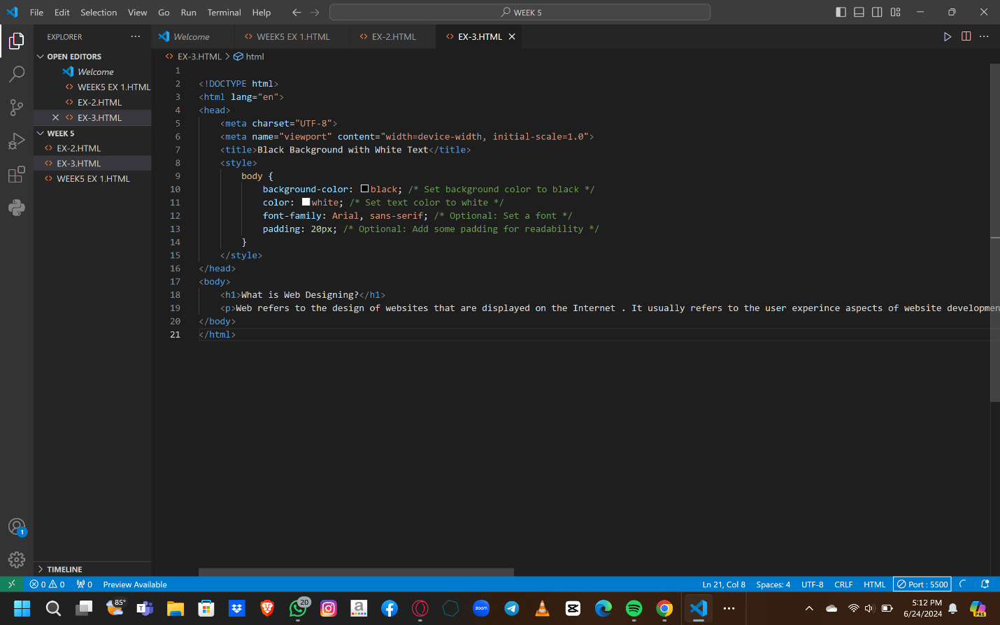 File Edit Selection View Go Run Terminal Help WEEK 5
EXPLORER
OPEN EDITORS
Welcome
WEEK5 EX 1.HTML
EX-2.HTML
EX-3.HTML
WEEK 5
EX-2.HTML
EX-3.HTML
WEEK5 EX 1.HTML
1
TIMELINE
Welcome WEEK5 EX 1.HTML EX-2.HTML EX-3.HTML
EX-3.HTML > html
1
2 <!DOCTYPE html>
3 <html lang="en">
4 <head>
5 <meta charset="UTF-8">
6 <meta name="viewport" content="width=device-width, initial-scale=1.0">
7 <title>Black Background with White Text</title>
8 <style>
9 body {
10 background-color: black; /* Set background color to black */
11 color: white; /* Set text color to white */
12 font-family: Arial, sans-serif; /* Optional: Set a font */
13 padding: 20px; /* Optional: Add some padding for readability */
14 }
15 </style>
16 </head>
17 <body>
18 <h1>What is Web Designing?</h1>
19 <p>Web refers to the design of websites that are displayed on the Internet . It usually refers to the user experince aspects of website developmen
20 </body>
21 </html>
0 0 0 Preview Available Ln 21, Col 8 Spaces: 4 UTF-8 CRLF HTML Port : 5500
85° 20 a zoom 5:12 PM
6/24/2024
PRE